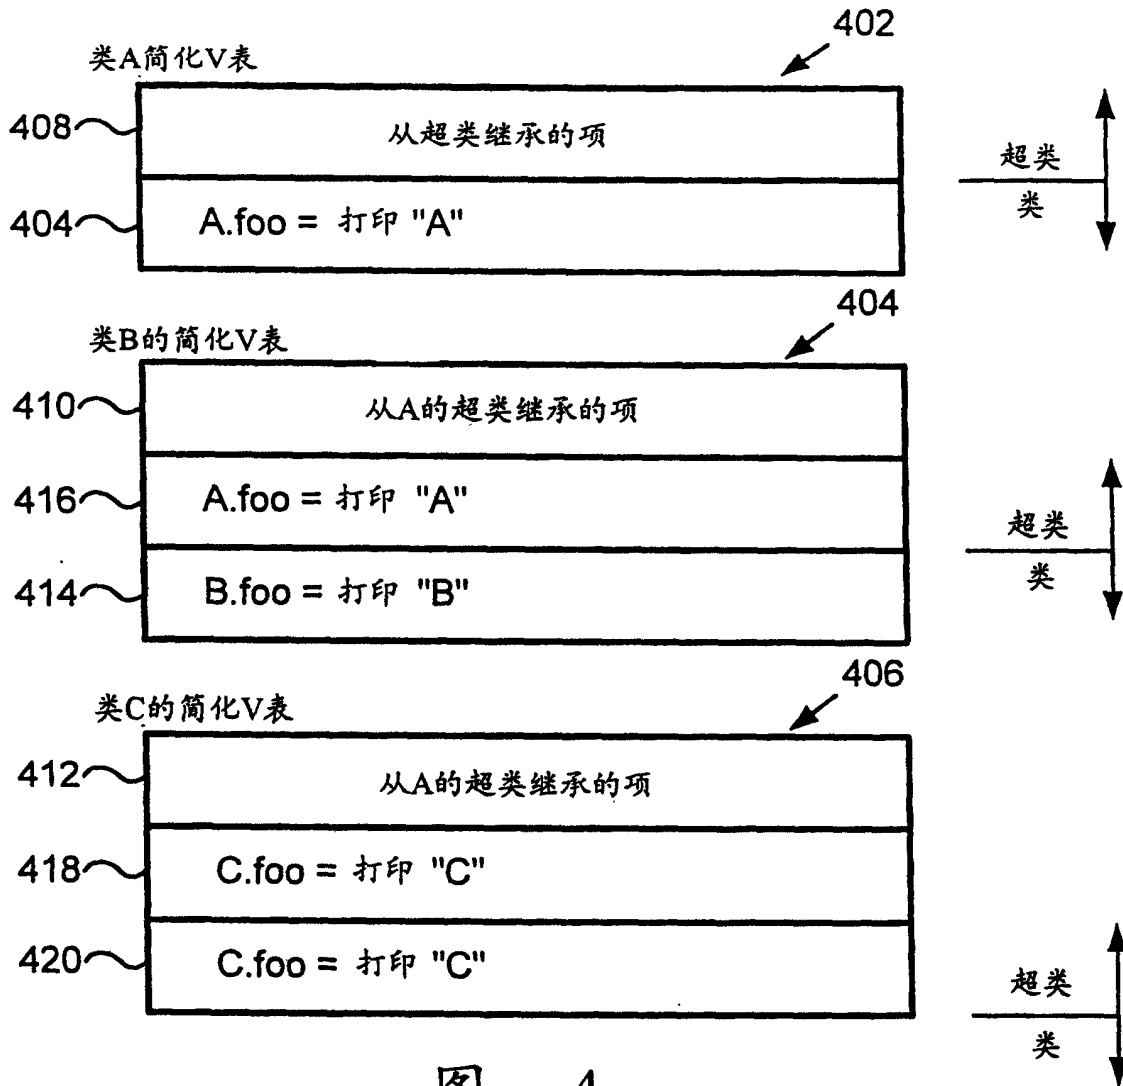 402
类A简化V表
408
从超类继承的项
超类
类
404
A.foo = 打印 "A"
404
类B的简化V表
410
从A的超类继承的项
416
A.foo = 打印 "A"
超类
类
414
B.foo = 打印 "B"
406
类C的简化V表
412
从A的超类继承的项
418
C.foo = 打印 "C"
420
C.foo = 打印 "C"
超类
类
图 4